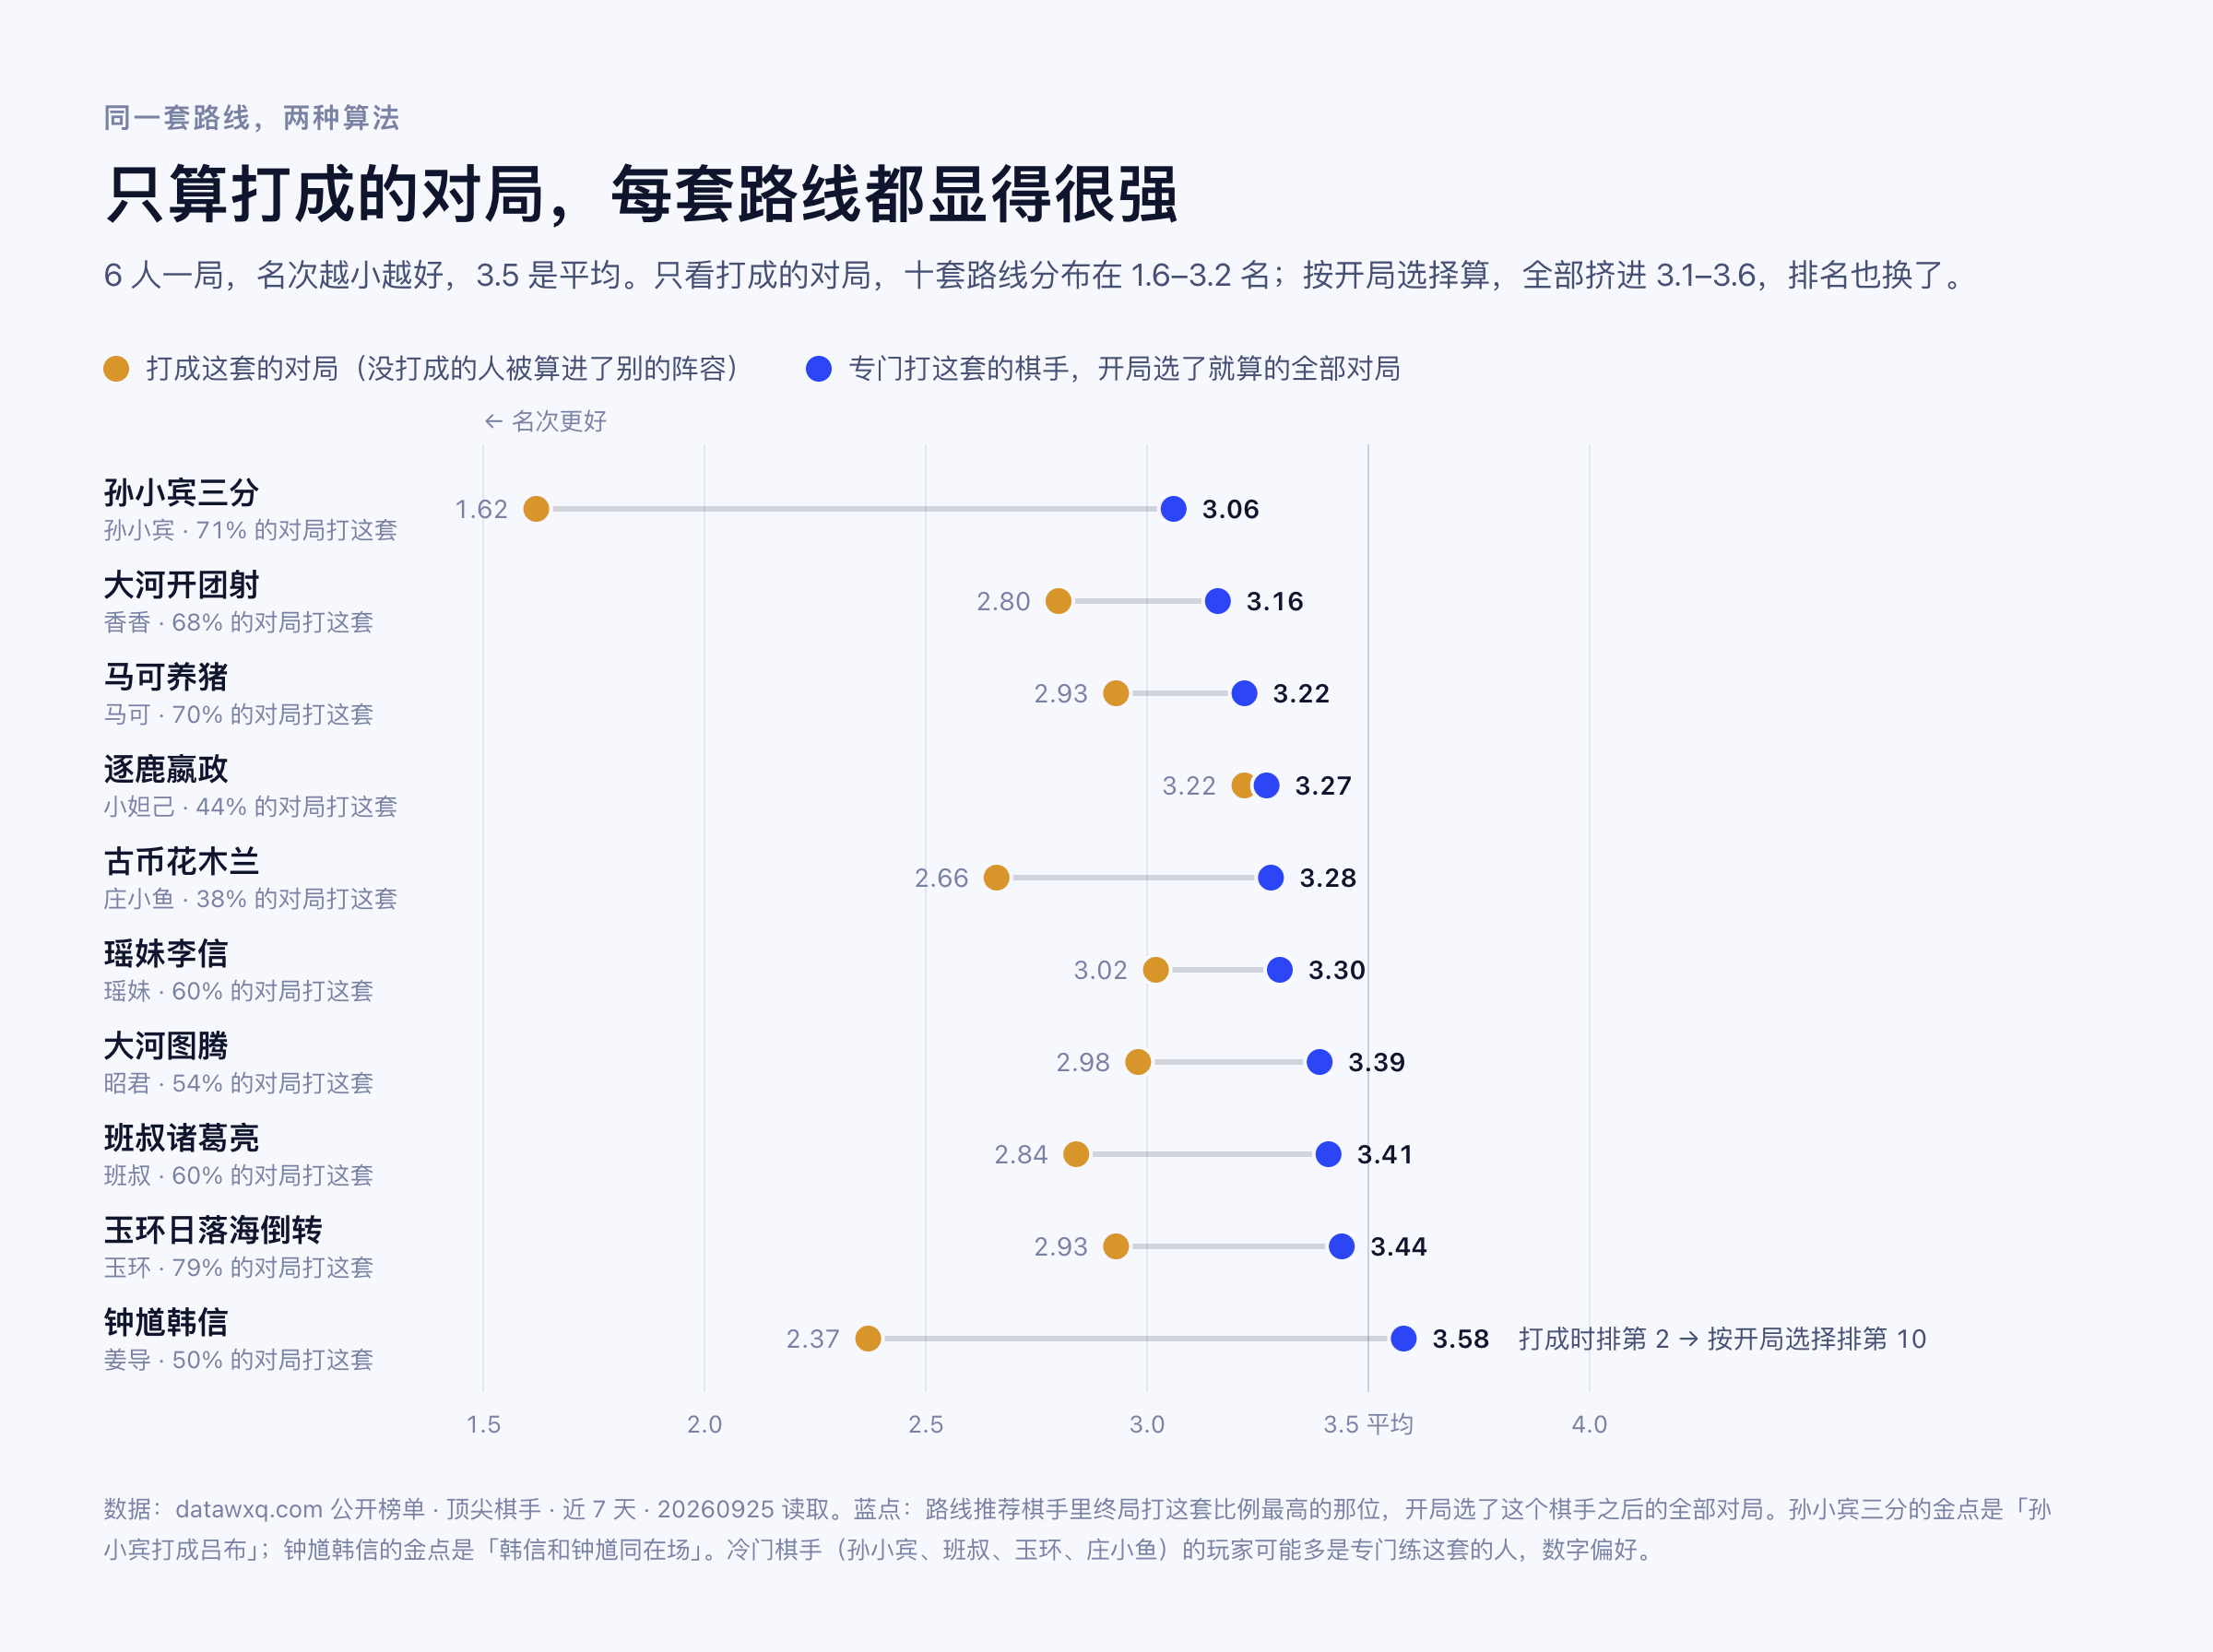 同一套路线，两种算法
只算打成的对局，每套路线都显得很强
6 人一局，名次越小越好，3.5 是平均。只看打成的对局，十套路线分布在 1.6–3.2 名；按开局选择算，全部挤进 3.1–3.6，排名也换了。
打成这套的对局（没打成的人被算进了别的阵容）
专门打这套的棋手，开局选了就算的全部对局
← 名次更好
孙小宾三分
孙小宾 · 71% 的对局打这套
1.62
3.06
大河开团射
香香 · 68% 的对局打这套
2.80
3.16
马可养猪
马可 · 70% 的对局打这套
2.93
3.22
逐鹿嬴政
小妲己 · 44% 的对局打这套
3.22
3.27
古币花木兰
庄小鱼 · 38% 的对局打这套
2.66
3.28
瑶妹李信
瑶妹 · 60% 的对局打这套
3.02
3.30
大河图腾
昭君 · 54% 的对局打这套
2.98
3.39
班叔诸葛亮
班叔 · 60% 的对局打这套
2.84
3.41
玉环日落海倒转
玉环 · 79% 的对局打这套
2.93
3.44
钟馗韩信
姜导 · 50% 的对局打这套
2.37
3.58
打成时排第 2 → 按开局选择排第 10
1.5
2.0
2.5
3.0
3.5 平均
4.0
数据：datawxq.com 公开榜单 · 顶尖棋手 · 近 7 天 · 20260925 读取。蓝点：路线推荐棋手里终局打这套比例最高的那位，开局选了这个棋手之后的全部对局。孙小宾三分的金点是「孙
小宾打成吕布」；钟馗韩信的金点是「韩信和钟馗同在场」。冷门棋手（孙小宾、班叔、玉环、庄小鱼）的玩家可能多是专门练这套的人，数字偏好。